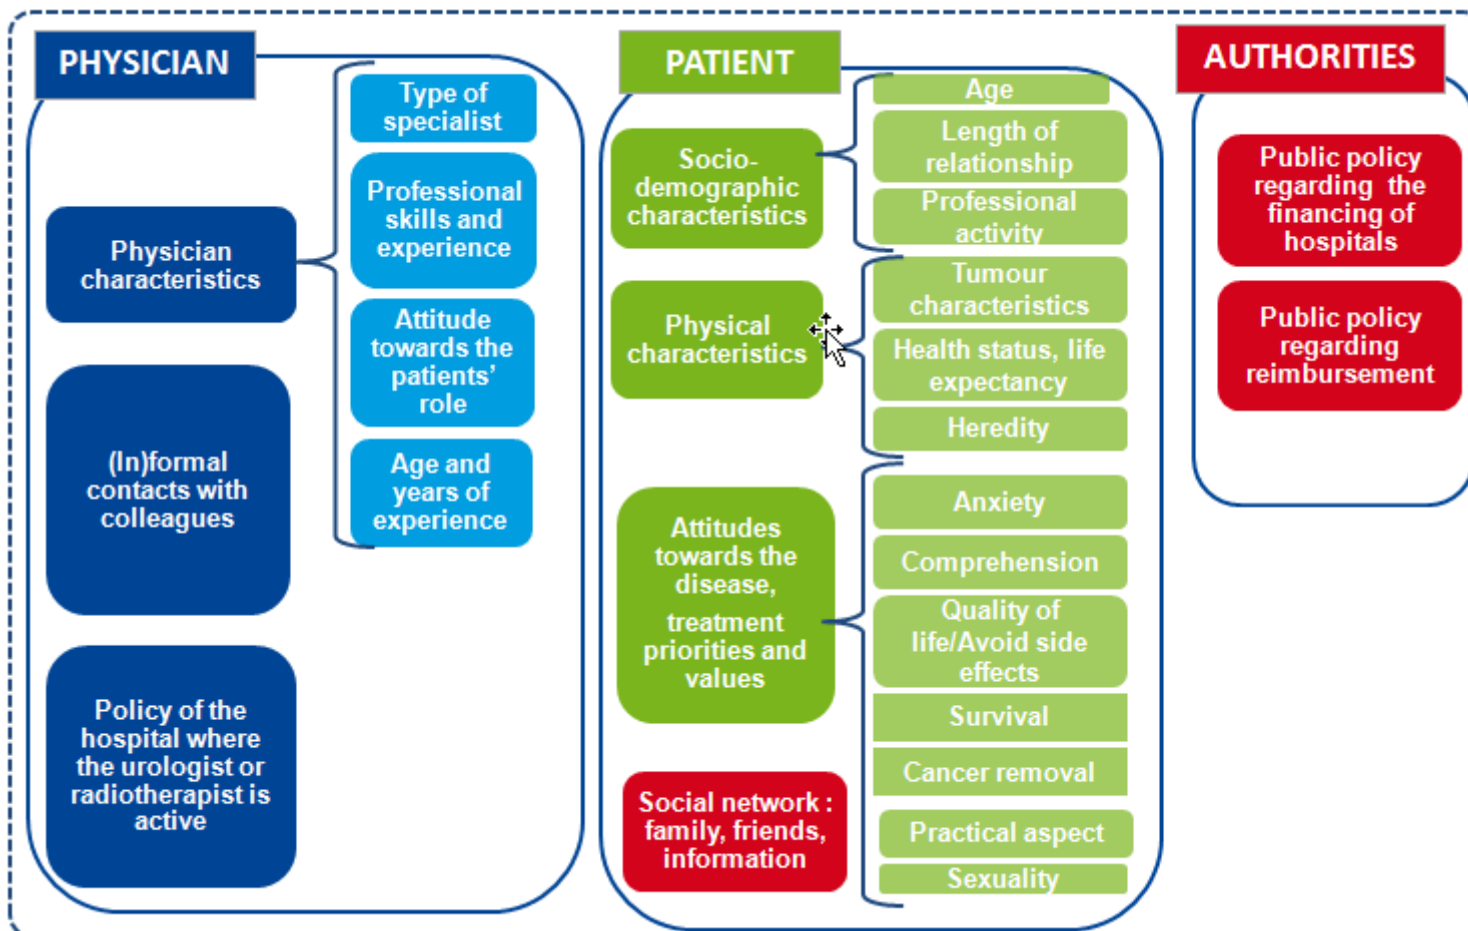 PHYSICIAN
Physician
characteristics
Type of
specialist
Professional
skills and
experience
Attitude
towards the
patients’
role
Age and
years of
experience
(In)formal
contacts with
colleagues
Policy of the
hospital where
the urologist or
radiotherapist is
active
PATIENT
Socio-
demographic
characteristics
Age
Length of
relationship
Professional
activity
Physical
characteristics
Tumour
characteristics
Health status, life
expectancy
Heredity
Attitudes
towards the
disease,
treatment
priorities and
values
Anxiety
Comprehension
Quality of
life/Avoid side
effects
Survival
Cancer removal
Practical aspect
Sexuality
Social network :
family, friends,
information
AUTHORITIES
Public policy
regarding the
financing of
hospitals
Public policy
regarding
reimbursement